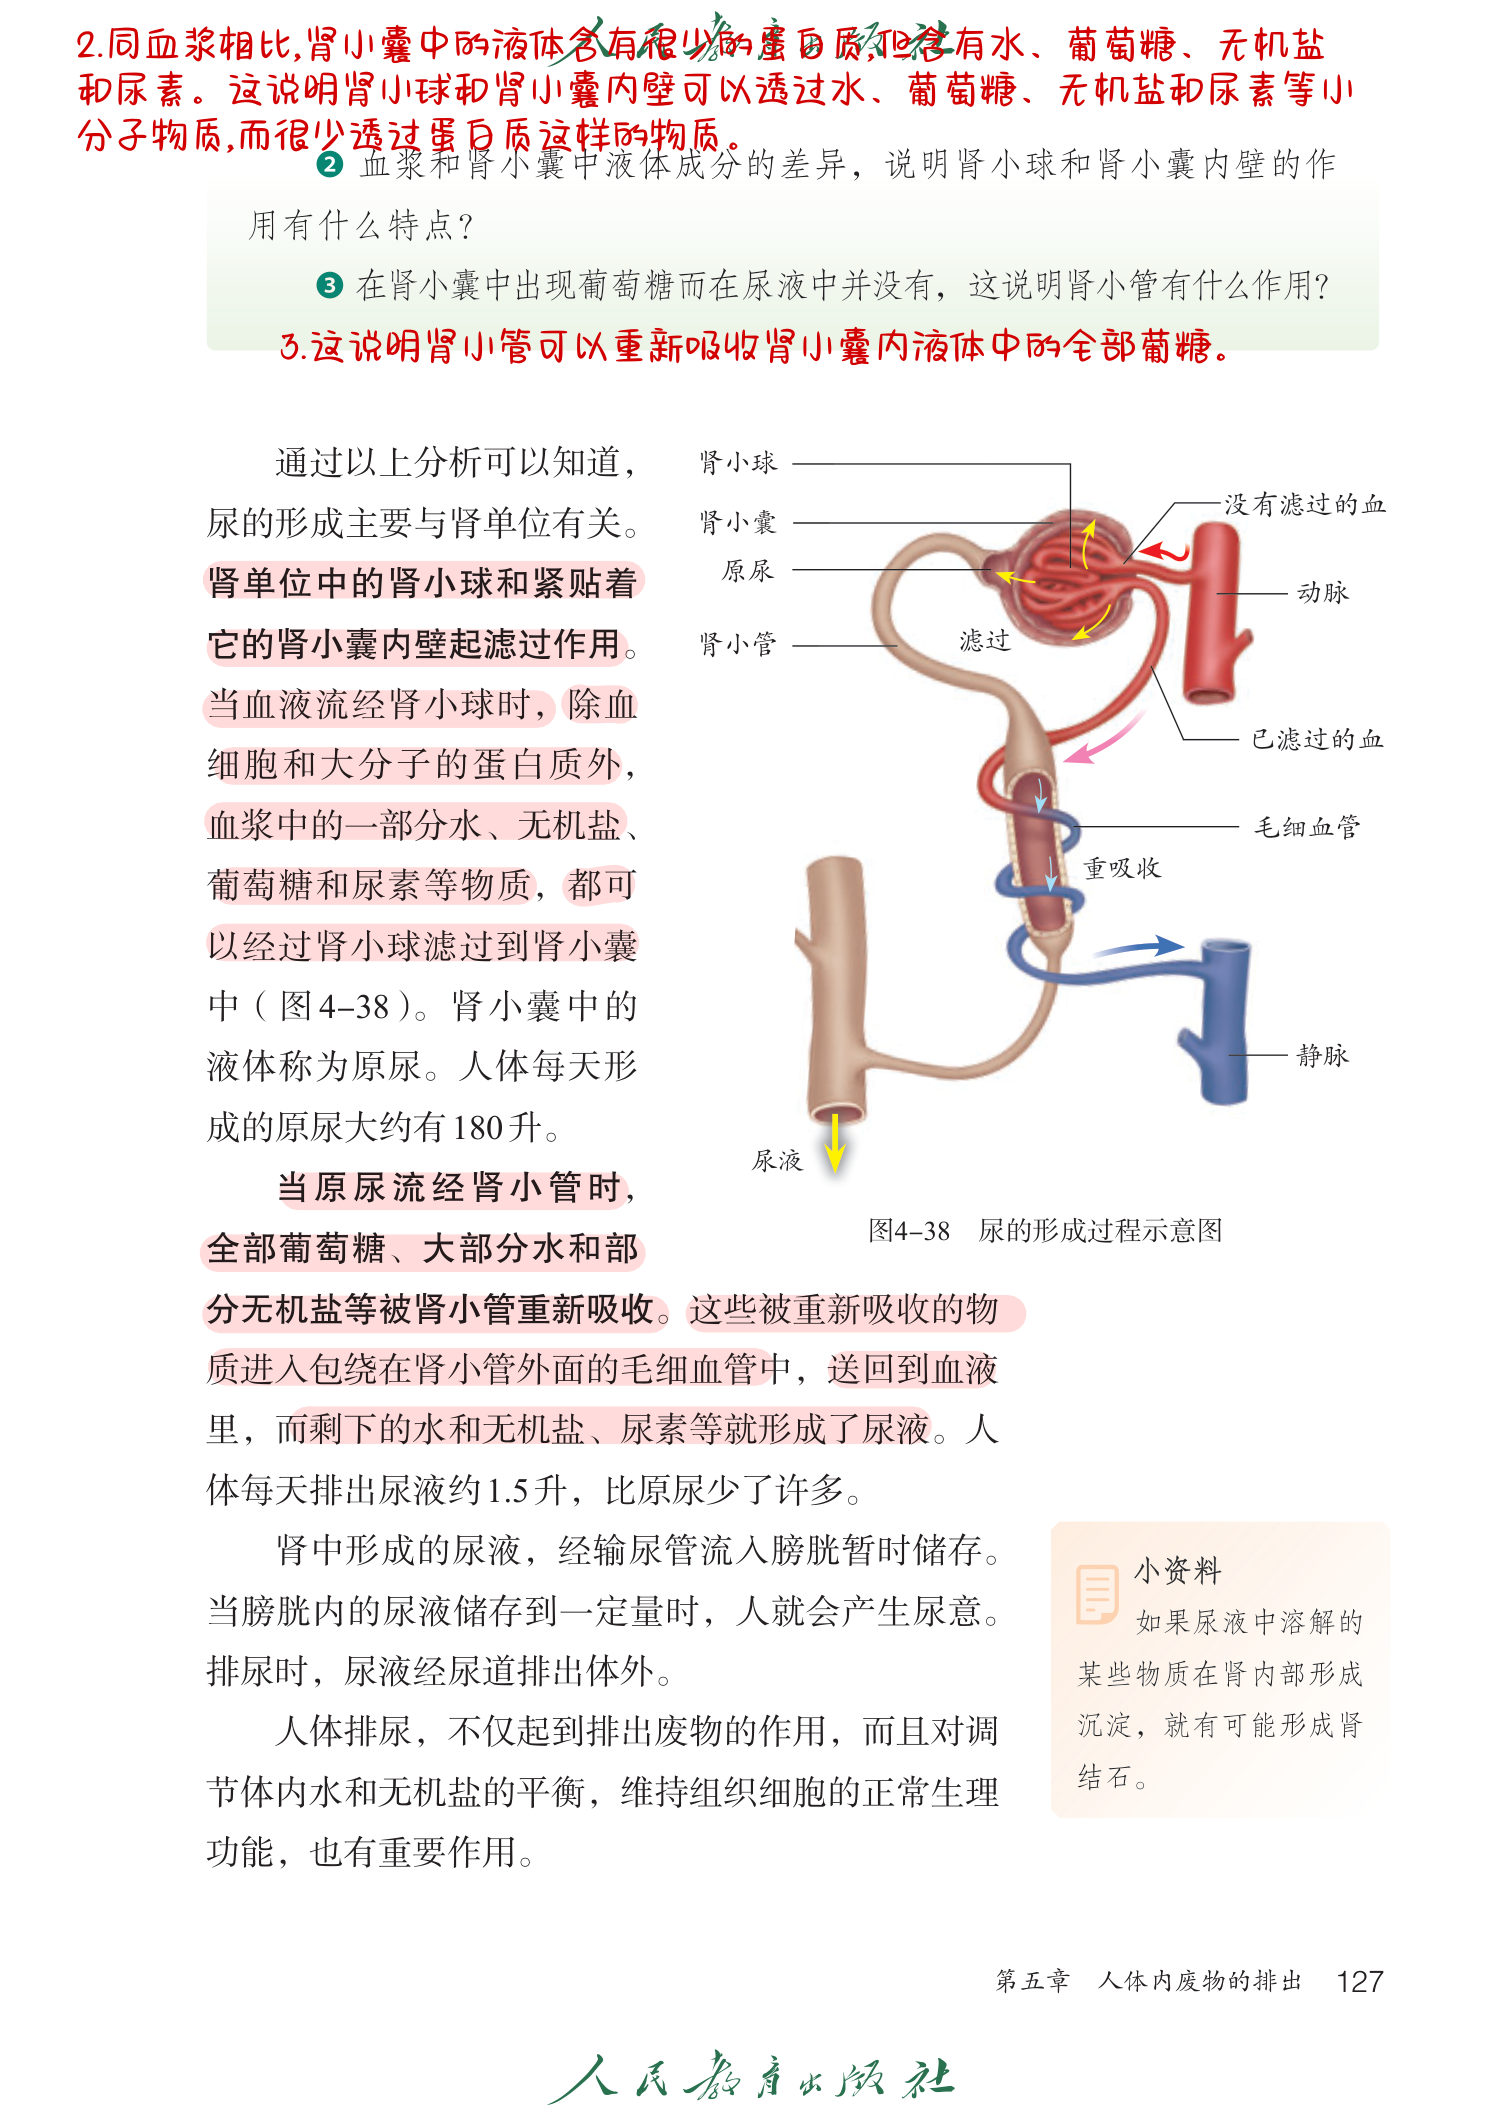 人民教育出版社
2.同血浆相比,肾小囊中的液体含有很少的蛋白质,但含有水、葡萄糖、无机盐
和尿素。这说明肾小球和肾小囊内壁可以透过水、葡萄糖、无机盐和尿素等小
分子物质,而很少透过蛋白质这样的物质。
2 血浆和肾小囊中液体成分的差异，说明肾小球和肾小囊内壁的作
用有什么特点？
3 在肾小囊中出现葡萄糖而在尿液中并没有，这说明肾小管有什么作用？
3.这说明肾小管可以重新吸收肾小囊内液体中的全部葡糖。
通过以上分析可以知道，
尿的形成主要与肾单位有关。
肾单位中的肾小球和紧贴着
它的肾小囊内壁起滤过作用。
当血液流经肾小球时，除血
细胞和大分子的蛋白质外，
血浆中的一部分水、无机盐、
葡萄糖和尿素等物质，都可
以经过肾小球滤过到肾小囊
中（图4–38）。肾小囊中的
液体称为原尿。人体每天形
成的原尿大约有180升。
当原尿流经肾小管时，
全部葡萄糖、大部分水和部
分无机盐等被肾小管重新吸收。这些被重新吸收的物
质进入包绕在肾小管外面的毛细血管中，送回到血液
里，而剩下的水和无机盐、尿素等就形成了尿液。人
体每天排出尿液约1.5升，比原尿少了许多。
肾中形成的尿液，经输尿管流入膀胱暂时储存。
当膀胱内的尿液储存到一定量时，人就会产生尿意。
排尿时，尿液经尿道排出体外。
人体排尿，不仅起到排出废物的作用，而且对调
节体内水和无机盐的平衡，维持组织细胞的正常生理
功能，也有重要作用。
肾小球
肾小囊
原尿
肾小管
滤过
没有滤过的血
动脉
已滤过的血
毛细血管
重吸收
静脉
尿液
图4–38 尿的形成过程示意图
小资料
如果尿液中溶解的
某些物质在肾内部形成
沉淀，就有可能形成肾
结石。
第五章 人体内废物的排出 127
人民教育出版社